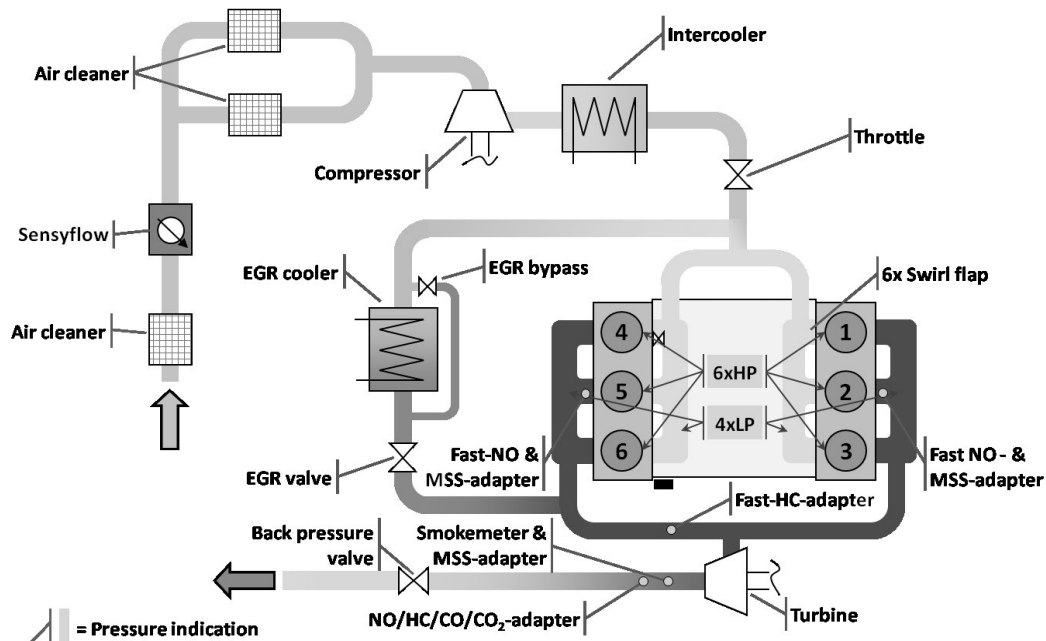 Intercooler
Air cleaner
Throttle
Compressor
Sensyflow
EGR cooler
EGR bypass
6x Swirl flap
Air cleaner
4
1
6xHP
5
2
4xLP
6
3
Fast-NO &
MSS-adapter
Fast NO- &
MSS-adapter
EGR valve
Fast-HC-adapter
Back pressure
valve
Smokemeter &
MSS-adapter
NO/HC/CO/CO₂-adapter
Turbine
= Pressure indication